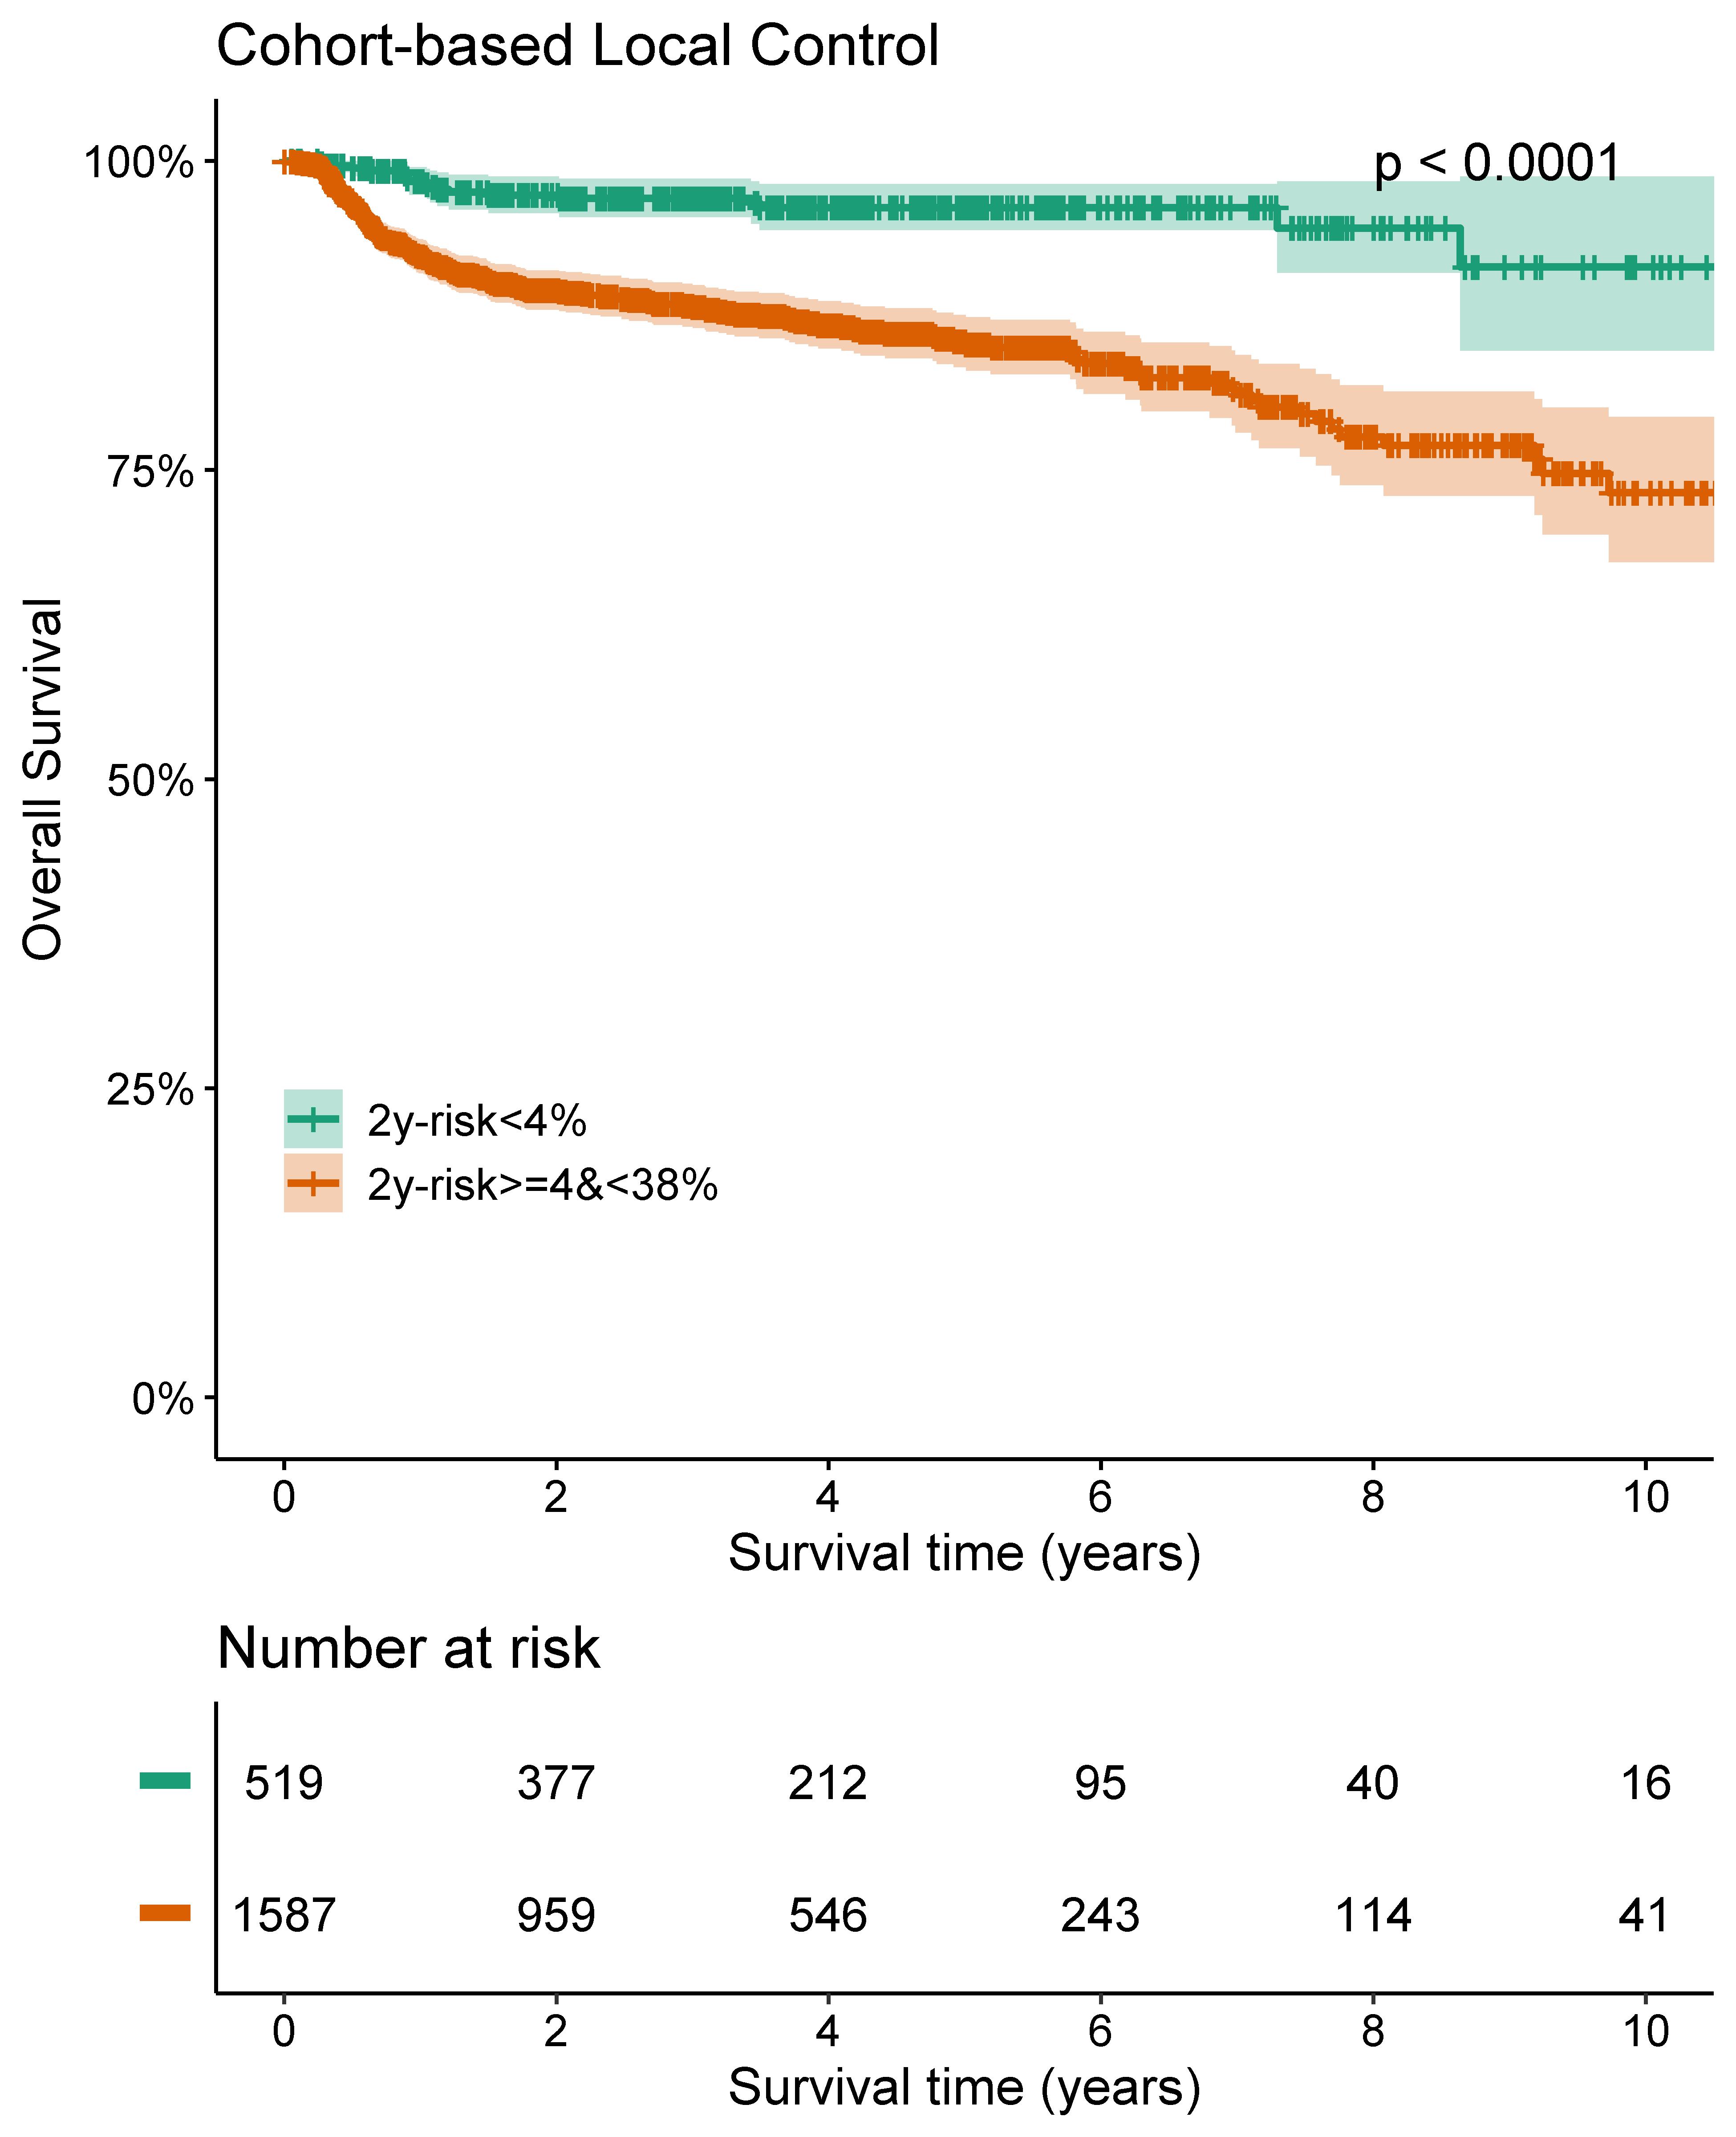 Cohort-based Local Control
100%
75%
50%
25%
0%
Overall Survival
p < 0.0001
2y-risk<4%
2y-risk>=4&<38%
0 2 4 6 8 10
Survival time (years)
Number at risk
519 377 212 95 40 16
1587 959 546 243 114 41
0 2 4 6 8 10
Survival time (years)